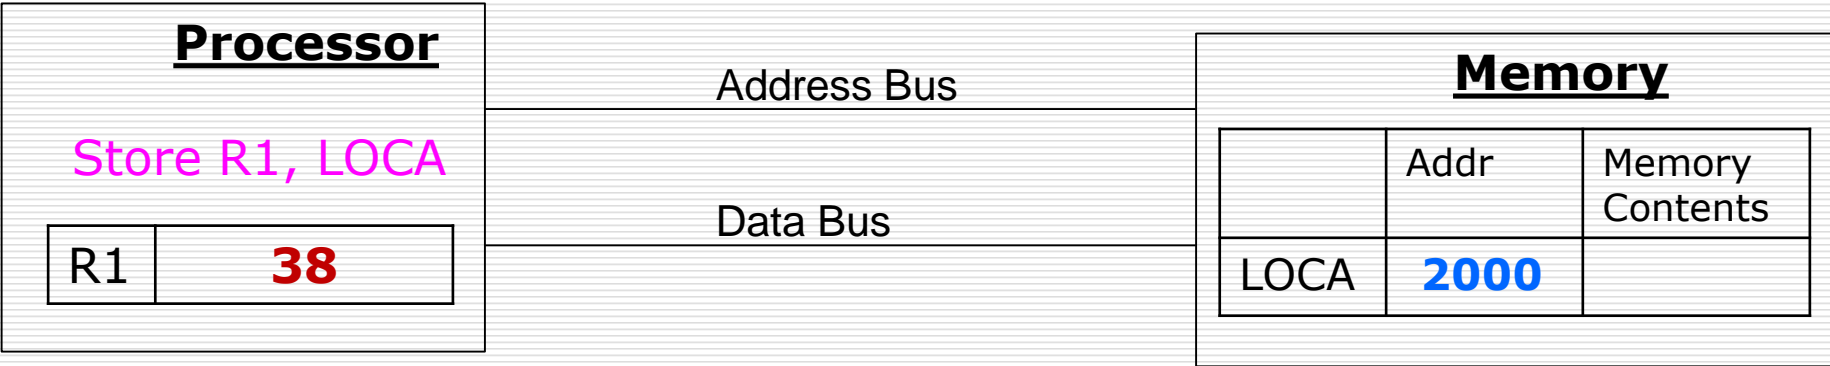 Processor
Store R1, LOCA
R1 38
Address Bus
Data Bus
Memory
Addr Memory
Contents
LOCA 2000